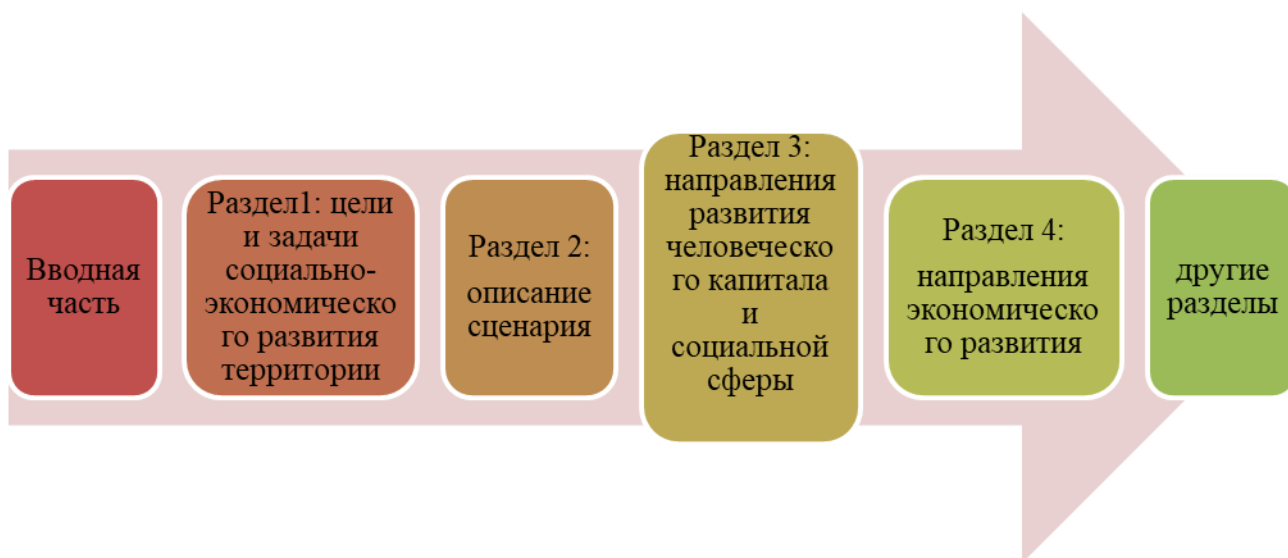 Вводная
часть
Раздел1: цели
и задачи
социально-
экономическо
го развития
территории
Раздел 2:
описание
сценария
Раздел 3:
направления
развития
человеческо
го капитала
и
социальной
сферы
Раздел 4:
направления
экономическо
го развития
другие
разделы